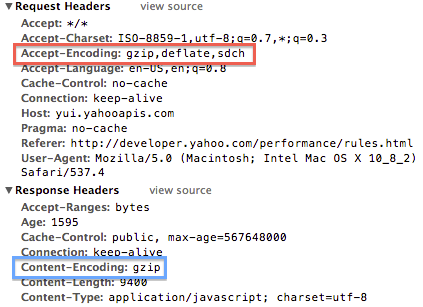 ▼Request Headers view source
Accept: */*
Accept-Charset: ISO-8859-1,utf-8;q=0.7,*;q=0.3
Accept-Encoding: gzip,deflate,sdch
Accept-Language: en-US,en;q=0.8
Cache-Control: no-cache
Connection: keep-alive
Host: yui.yahooapis.com
Pragma: no-cache
Referer: http://developer.yahoo.com/performance/rules.html
User-Agent: Mozilla/5.0 (Macintosh; Intel Mac OS X 10_8_2)
Safari/537.4
▼Response Headers view source
Accept-Ranges: bytes
Age: 1595
Cache-Control: public, max-age=567648000
Connection: keep-alive
Content-Encoding: gzip
Content-Length: 9400
Content-Type: application/javascript; charset=utf-8